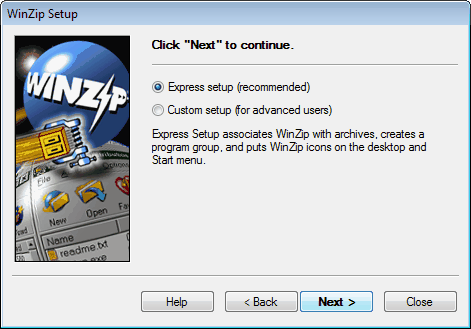 WinZip Setup
Click "Next" to continue.
WINZIP
Express setup (recommended)
Custom setup (for advanced users)
Express Setup associates WinZip with archives, creates a
program group, and puts WinZip icons on the desktop and
Start menu.
File
New
Open
Name
readme.txt
.exe
Help
< Back
Next >
Close